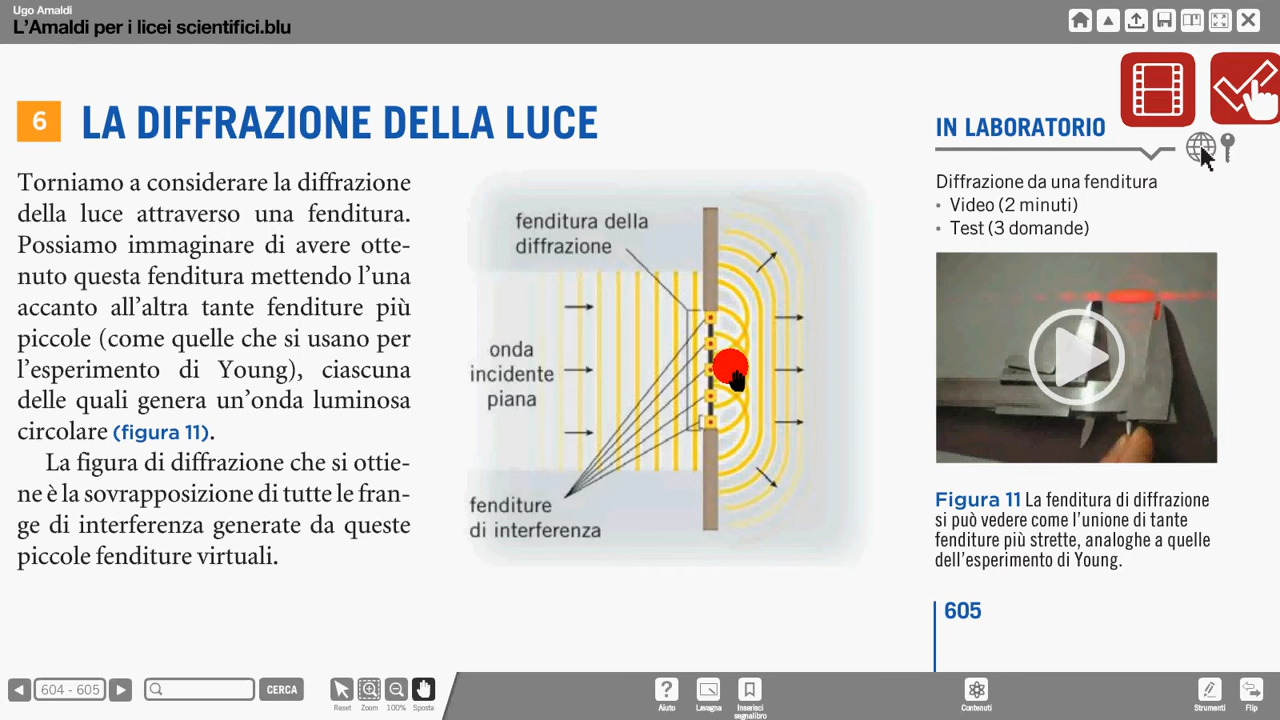 Ugo Amaldi
L'Amaldi per i licei scientifici.blu
6 LA DIFFRAZIONE DELLA LUCE
Torniamo a considerare la diffrazione
della luce attraverso una fenditura.
Possiamo immaginare di avere otte-
nuto questa fenditura mettendo l'una
accanto all'altra tante fenditure più
piccole (come quelle che si usano per
l'esperimento di Young), ciascuna
delle quali genera un'onda luminosa
circolare (figura 11).
La figura di diffrazione che si ottie-
ne è la sovrapposizione di tutte le fran-
ge di interferenza generate da queste
piccole fenditure virtuali.
fenditura della
diffrazione
onda
incidente
piana
fenditure
di interferenza
IN LABORATORIO
Diffrazione da una fenditura
• Video (2 minuti)
• Test (3 domande)
Figura 11 La fenditura di diffrazione
si può vedere come l'unione di tante
fenditure più strette, analoghe a quelle
dell'esperimento di Young.
605
604 - 605
CERCA
Reset
Zoom
100%
Sposta
Aiuto
Lavagna
Inserisci
segnalibro
Contenuti
Strumenti
Flip